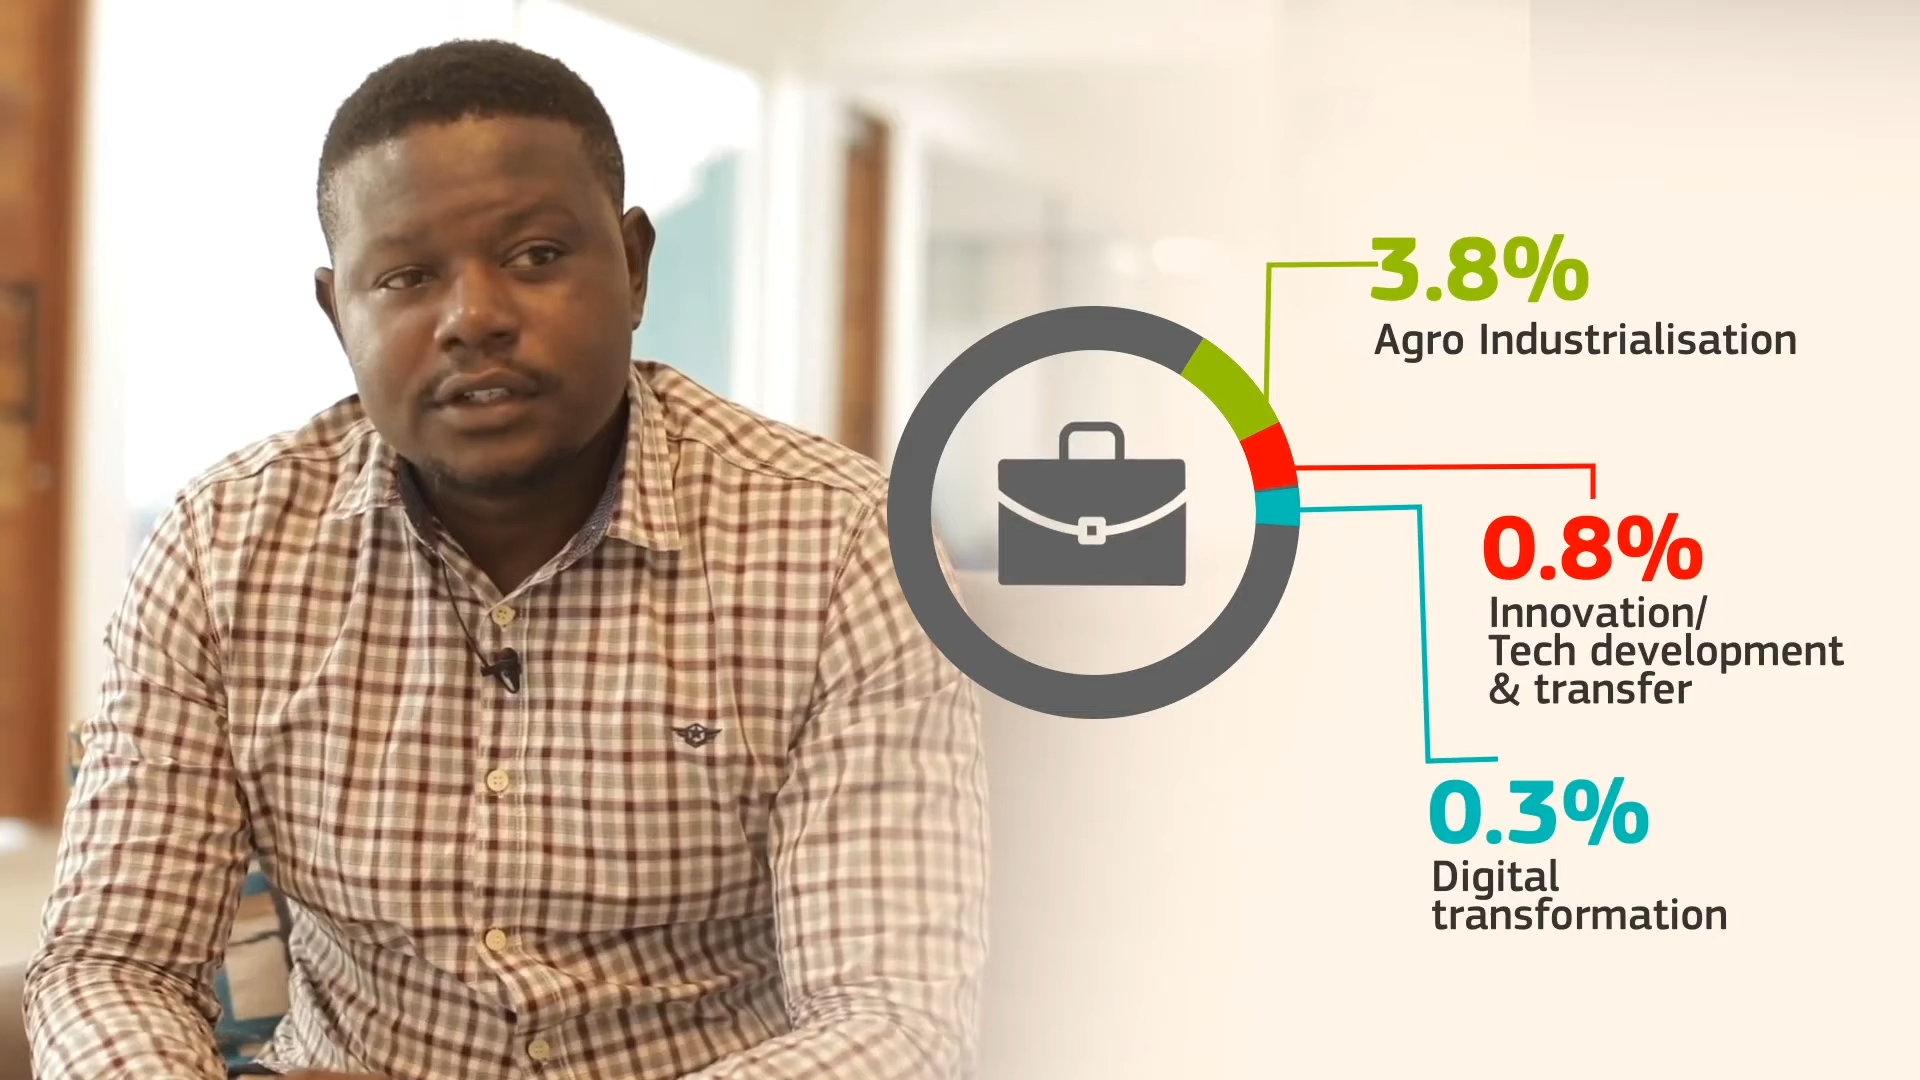 3.8%
Agro Industrialisation
0.8%
Innovation/
Tech development
& transfer
0.3%
Digital
transformation